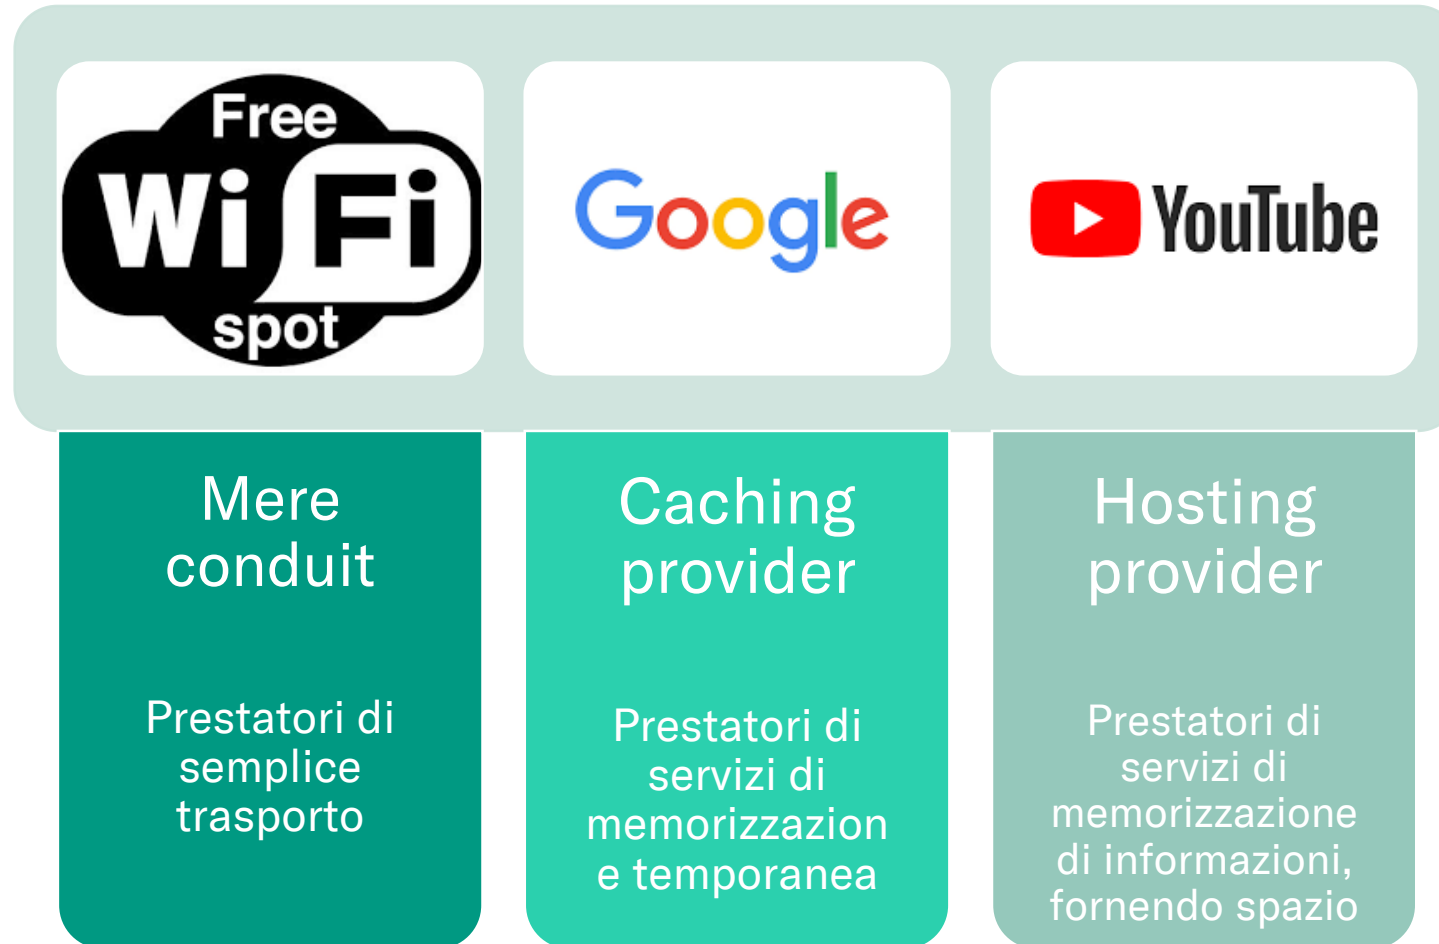 Free
Wi Fi
spot
Google
YouTube
Mere
conduit
Prestatori di
semplice
trasporto
Caching
provider
Prestatori di
servizi di
memorizzazion
e temporanea
Hosting
provider
Prestatori di
servizi di
memorizzazione
di informazioni,
fornendo spazio